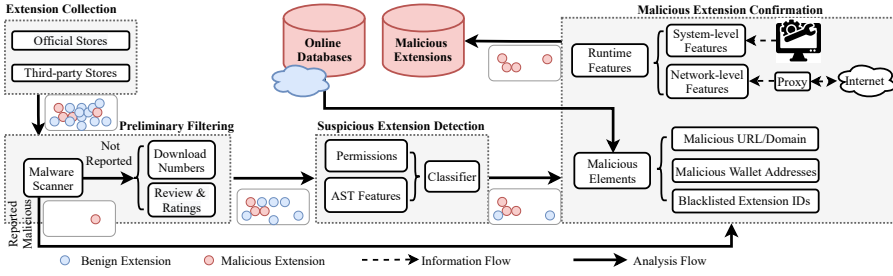 Extension Collection
Official Stores
Third-party Stores
Preliminary Filtering
Malware
Scanner
Not
Reported
Download
Numbers
Review &
Ratings
Reported
Malicious
Online
Databases
Malicious
Extensions
Suspicious Extension Detection
Permissions
AST Features
Classifier
Malicious Extension Confirmation
Runtime
Features
System-level
Features
Network-level
Features
Proxy
Internet
Malicious
Elements
Malicious URL/Domain
Malicious Wallet Addresses
Blacklisted Extension IDs
Benign Extension
Malicious Extension
Information Flow
Analysis Flow